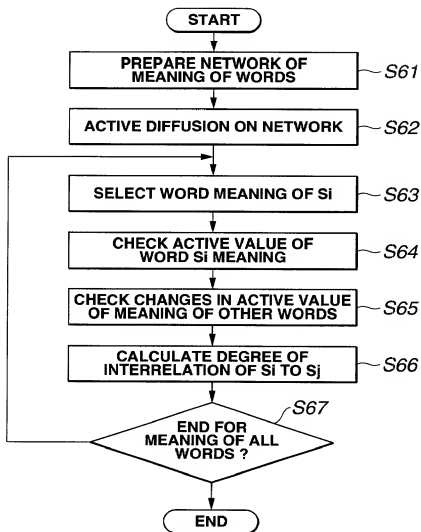 START
PREPARE NETWORK OF
MEANING OF WORDS
S61
ACTIVE DIFFUSION ON NETWORK
S62
SELECT WORD MEANING OF Si
S63
CHECK ACTIVE VALUE OF
WORD Si MEANING
S64
CHECK CHANGES IN ACTIVE VALUE
OF MEANING OF OTHER WORDS
S65
CALCULATE DEGREE OF
INTERRELATION OF Si TO Sj
S66
S67
END FOR
MEANING OF ALL
WORDS ?
END